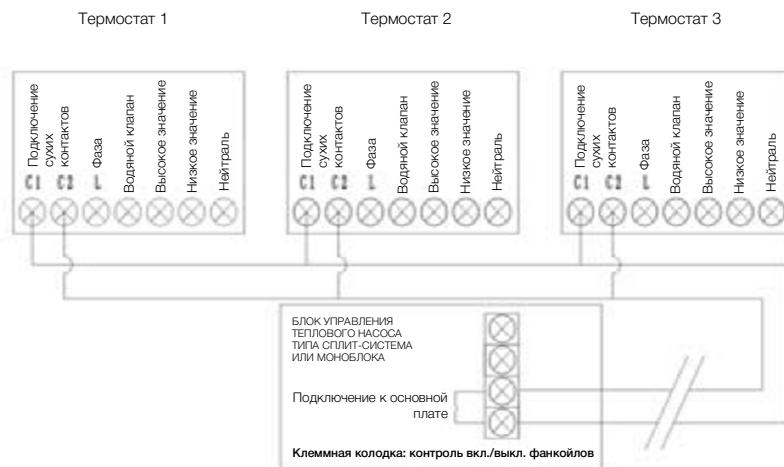 Термостат 1
Термостат 2
Термостат 3
Подключение
сухих
контактов
Фаза
Водяной клапан
Высокое значение
Низкое значение
Нейтраль
C1 C2 L
Подключение
сухих
контактов
Фаза
Водяной клапан
Высокое значение
Низкое значение
Нейтраль
C1 C2 L
Подключение
сухих
контактов
Фаза
Водяной клапан
Высокое значение
Низкое значение
Нейтраль
C1 C2 L
БЛОК УПРАВЛЕНИЯ
ТЕПЛОВОГО НАСОСА
ТИПА СПЛИТ-СИСТЕМА
ИЛИ МОНОБЛОКА
Подключение к основной
плате
Клеммная колодка: контроль вкл./выкл. фанкойлов